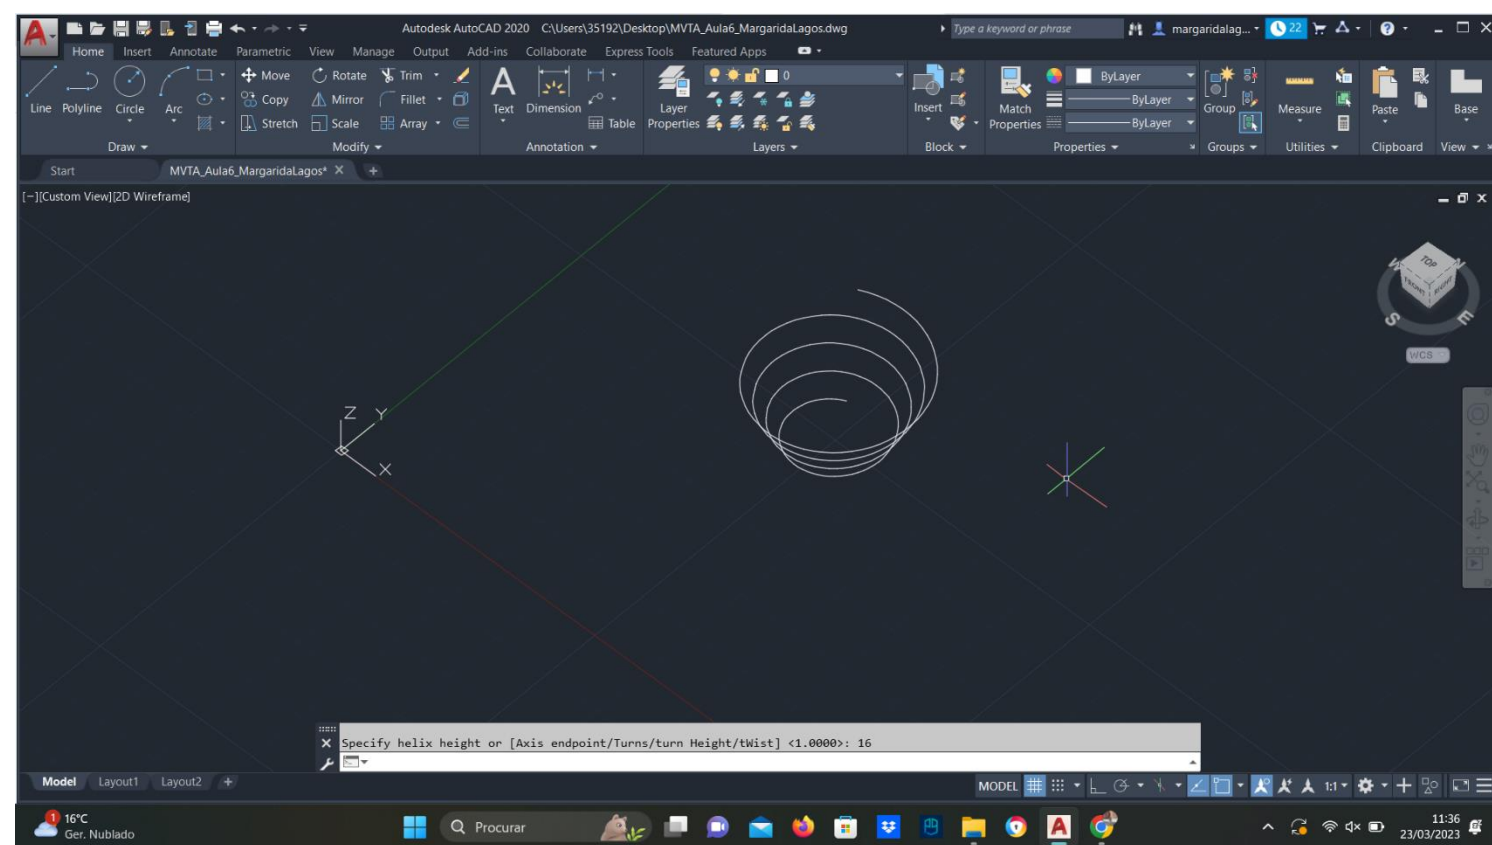 A Autodesk AutoCAD 2020 C:\Users\35192\Desktop\MVTA_Aula6_MargaridaLagos.dwg Type a keyword or phrase margaridalag... 22 ?
Home Insert Annotate Parametric View Manage Output Add-ins Collaborate Express Tools Featured Apps
Move Rotate Trim 0 ByLayer
Line Polyline Circle Arc Copy Mirror Fillet Text Dimension Layer Properties Insert Match Properties ByLayer Group Measure Paste Base
Stretch Scale Array Table ByLayer
Draw Modify Annotation Layers Block Properties Groups Utilities Clipboard View
Start MVTA_Aula6_MargaridaLagos* +
[-][Custom View][2D Wireframe]
TOP
FRONT RIGHT
W N
S E
WCS
Z Y
X
Specify helix height or [Axis endpoint/Turns/turn Height/tWist] <1.0000>: 16
Model Layout1 Layout2 + MODEL 1:1
1 16°C
Ger. Nublado
Procurar
A
11:36
23/03/2023